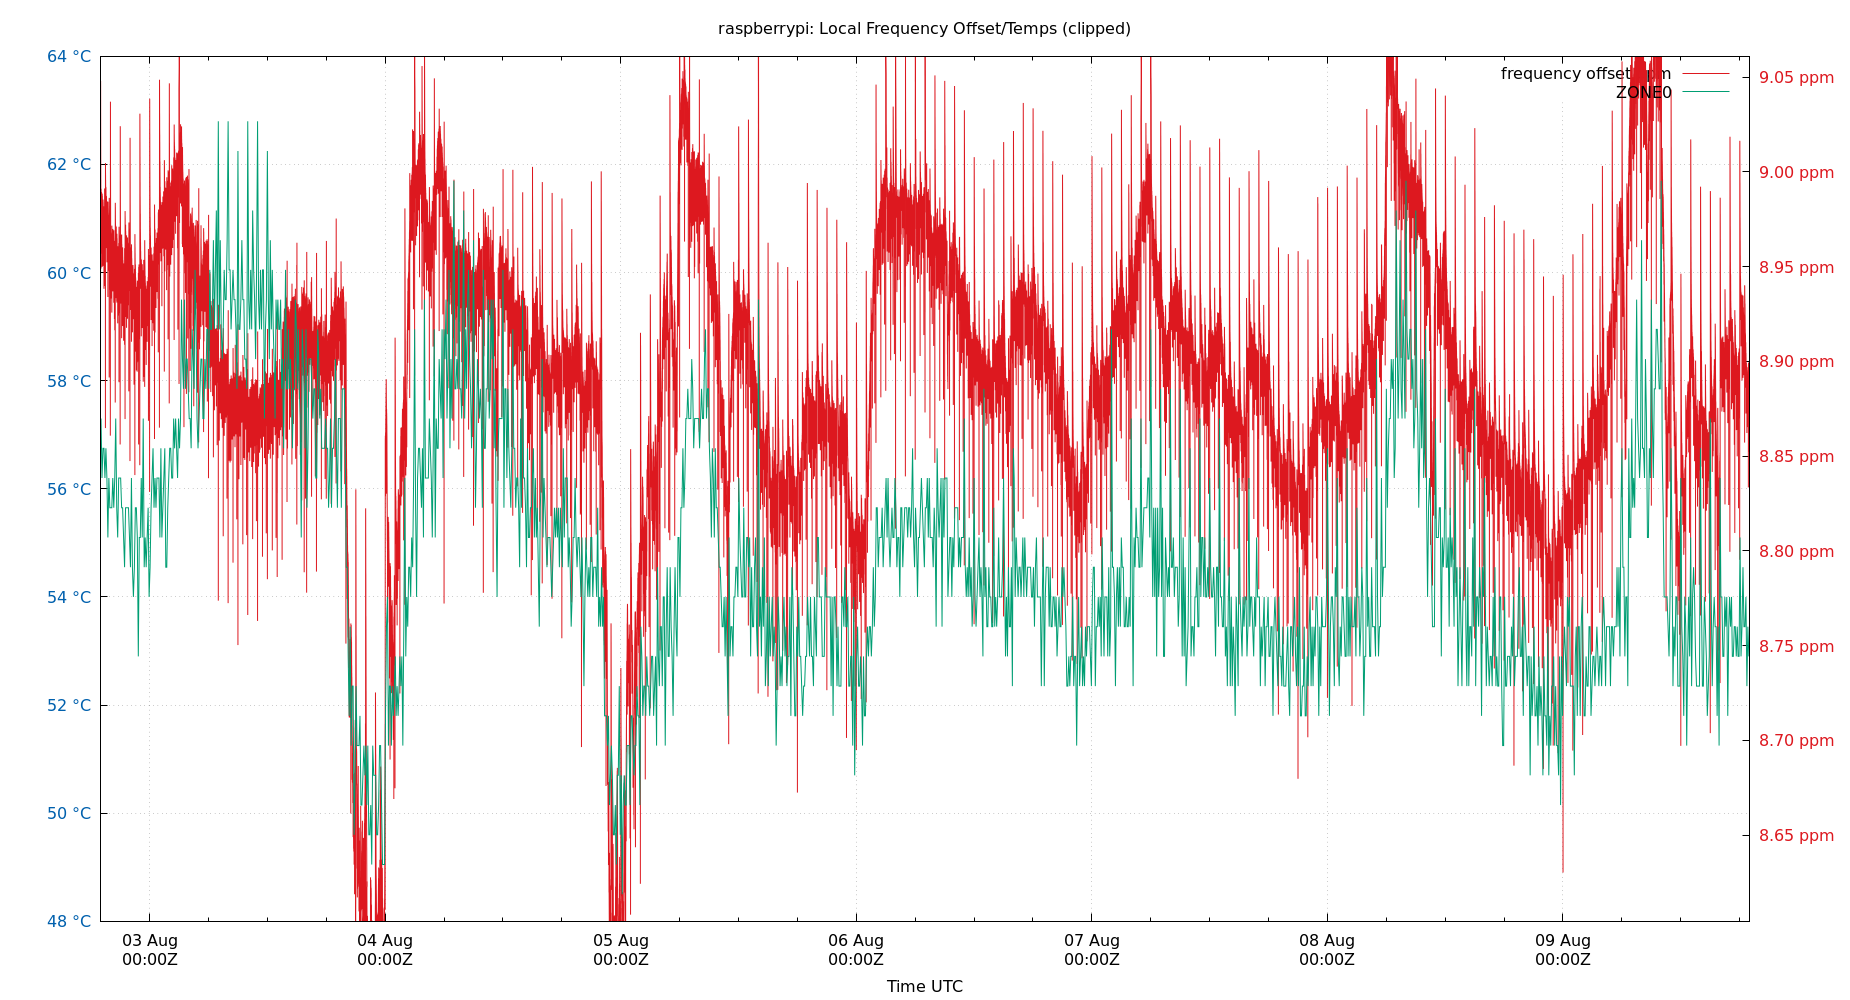 raspberrypi: Local Frequency Offset/Temps (clipped)
64 °C
62 °C
60 °C
58 °C
56 °C
54 °C
52 °C
50 °C
48 °C
frequency offset ppm
ZONE0
9.05 ppm
9.00 ppm
8.95 ppm
8.90 ppm
8.85 ppm
8.80 ppm
8.75 ppm
8.70 ppm
8.65 ppm
03 Aug 04 Aug 05 Aug 06 Aug 07 Aug 08 Aug 09 Aug
00:00Z 00:00Z 00:00Z 00:00Z 00:00Z 00:00Z 00:00Z
Time UTC